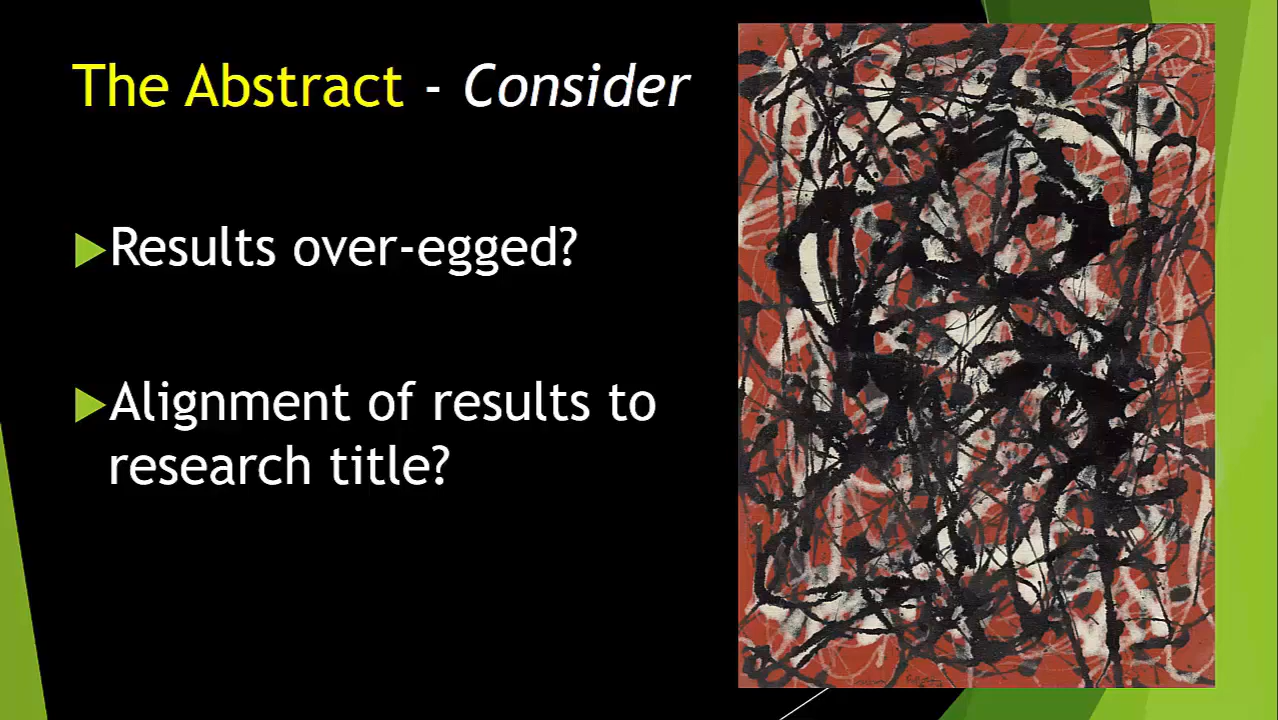 The Abstract - Consider
Results over-egged?
Alignment of results to
research title?